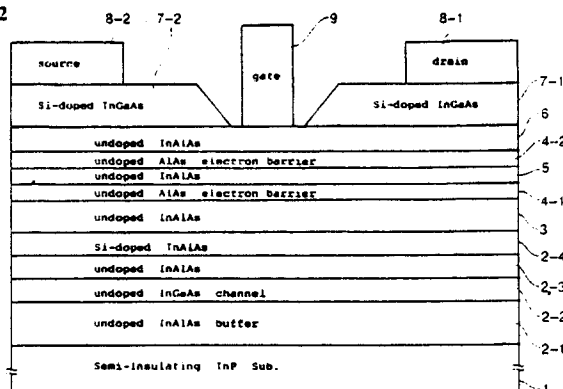 2
8-2
7-2
9
8-1
source
gate
drain
7-1
Si-doped InGaAs
Si-doped InGaAs
6
undoped InAlAs
4-2
undoped AlAs electron barrier
5
undoped InAlAs
undoped AlAs electron barrier
4-1
undoped InAlAs
3
Si-doped InAlAs
2-4
undoped InAlAs
2-3
undoped InGaAs channel
2-2
undoped InAlAs buffer
2-1
Semi-insulating InP Sub.
1